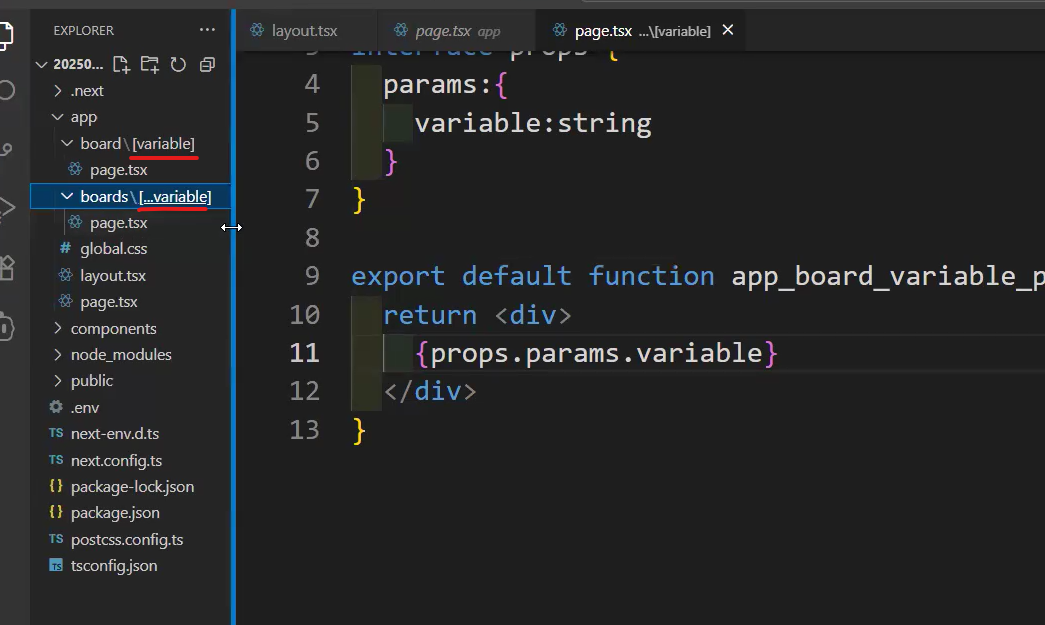 EXPLORER ...
layout.tsx
page.tsx app
page.tsx ...\[variable]
20250...
.next
app
board\[variable]
page.tsx
boards\[...variable]
page.tsx
global.css
layout.tsx
page.tsx
components
node_modules
public
.env
TS next-env.d.ts
TS next.config.ts
{} package-lock.json
{} package.json
TS postcss.config.ts
TS tsconfig.json
4 params:{
5 variable:string
6 }
7 }
8
9 export default function app_board_variable_p
10 return <div>
11 {props.params.variable}
12 </div>
13 }